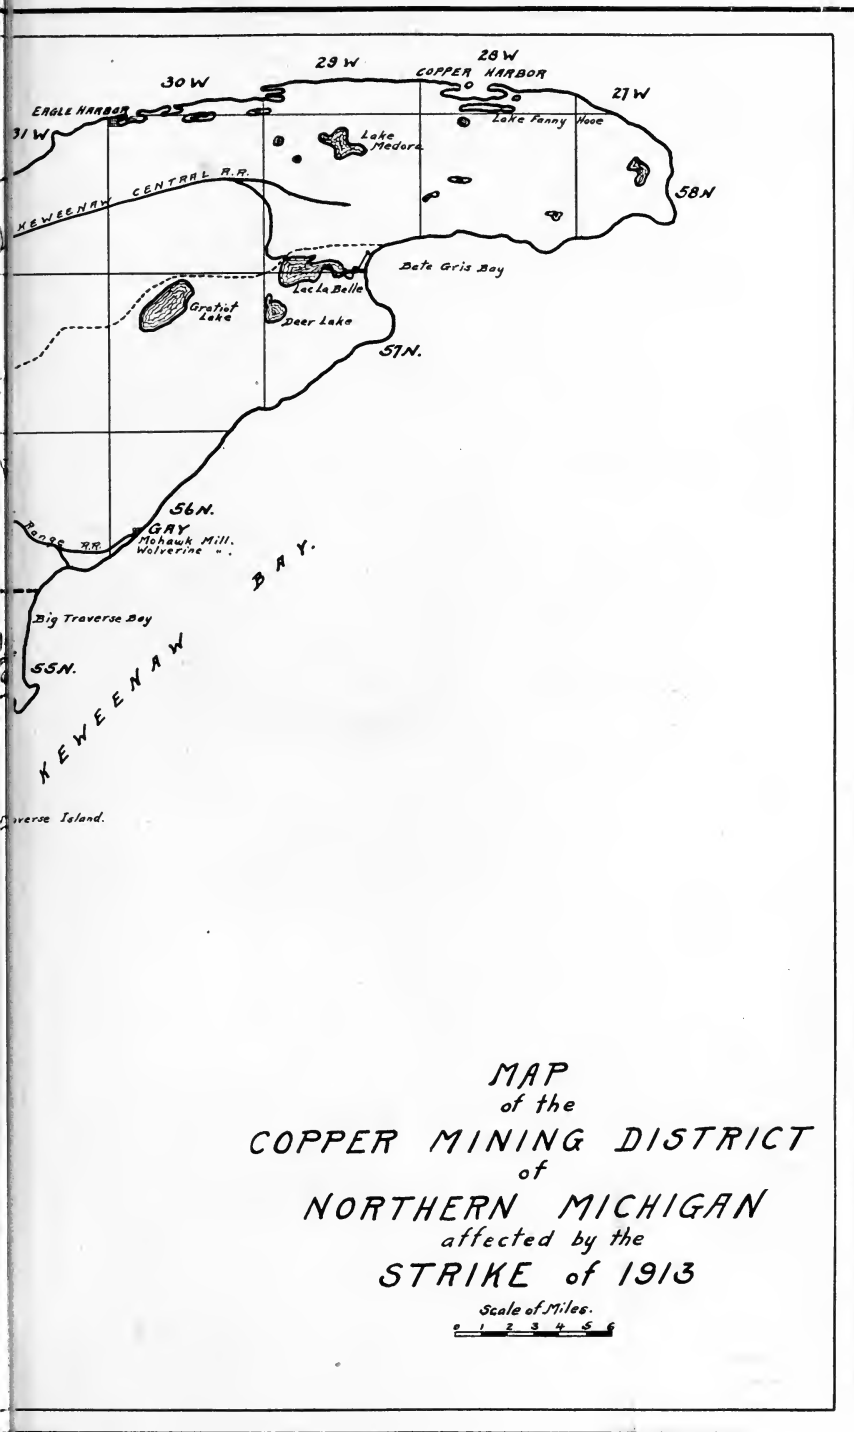 28 W
29 W
COPPER HARBOR
30 W
27 W
EAGLE HARBOR
Lake Fanny Hooe
31 W
Lake
Medora
58 N
KEWEENAW CENTRAL R.R.
Bete Gris Bay
Lac La Belle
Gratiot
Lake
Deer Lake
57 N.
56 N.
GAY
Range R.R.
Mohawk Mill.
Wolverine " .
KEWEENAW BAY.
Big Traverse Bay
55 N.
averse Island.
MAP
of the
COPPER MINING DISTRICT
of
NORTHERN MICHIGAN
affected by the
STRIKE of 1913
Scale of Miles.
0 1 2 3 4 5 6